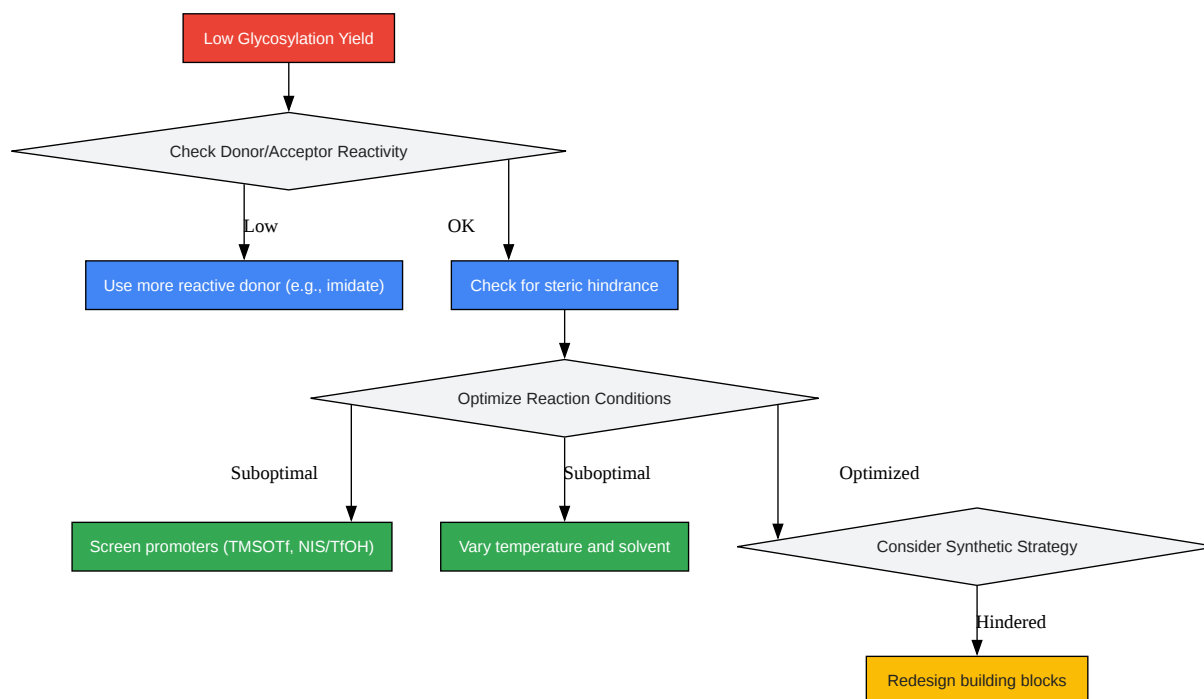 Low Glycosylation Yield
Check Donor/Acceptor Reactivity
Low
OK
Use more reactive donor (e.g., imidate)
Check for steric hindrance
Optimize Reaction Conditions
Suboptimal
Suboptimal
Optimized
Screen promoters (TMSOTf, NIS/TfOH)
Vary temperature and solvent
Consider Synthetic Strategy
Hindered
Redesign building blocks